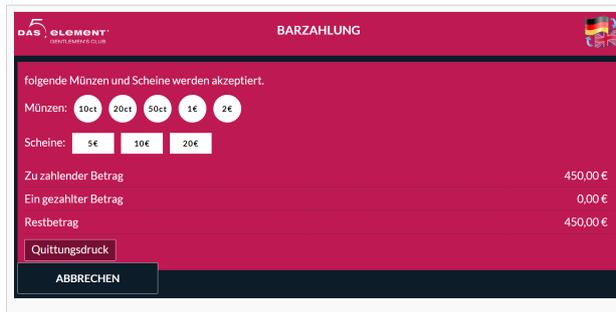 DAS 5 ELEMENT
GENTLEMEN'S CLUB
BARZAHLUNG
folgende Münzen und Scheine werden akzeptiert.
Münzen: 10ct 20ct 50ct 1€ 2€
Scheine: 5€ 10€ 20€
Zu zahlender Betrag 450,00 €
Ein gezahlter Betrag 0,00 €
Restbetrag 450,00 €
Quittungsdruck
ABBRECHEN